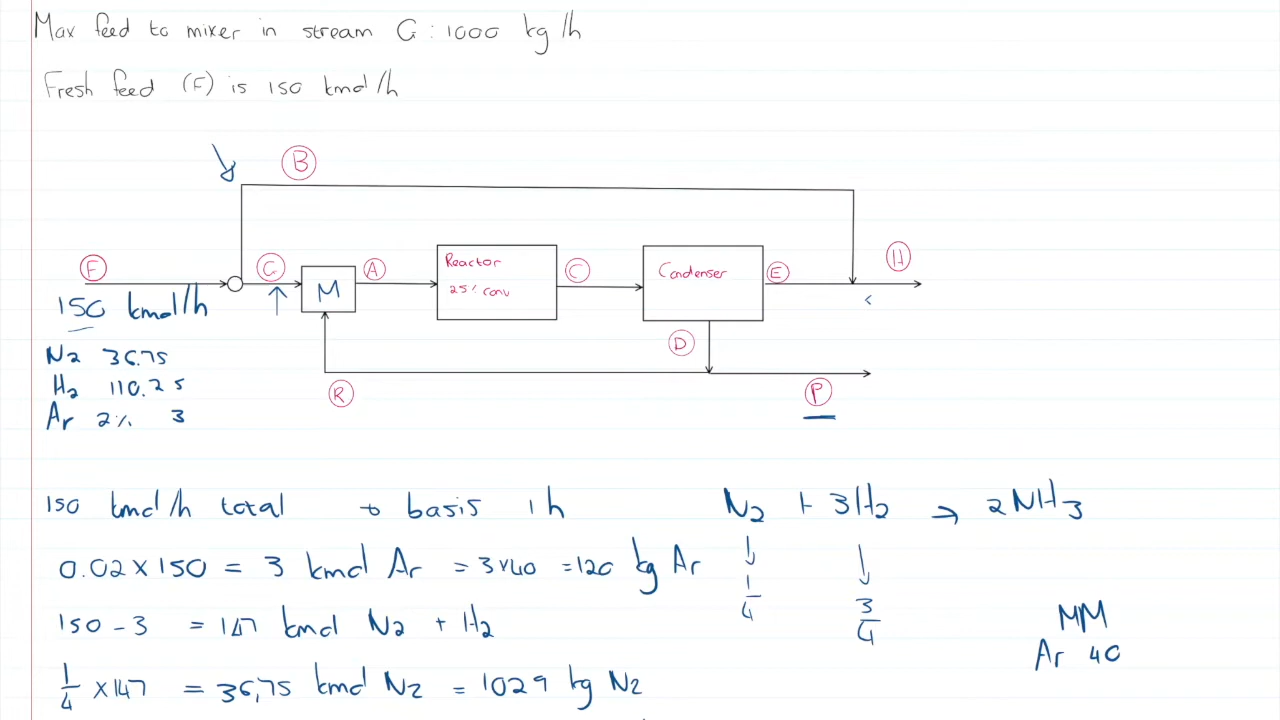 Max feed to mixer in stream G : 1000 kg/h
Fresh feed (F) is 150 kmol/h
B
F
G
M
A
Reactor
25% conv
C
Condenser
E
H
150 kmol/h
N2 36.75
H2 110.25
Ar 2% 3
D
R
P
150 kmol/h total → basis 1 h
N2 + 3H2 → 2NH3
0.02 × 150 = 3 kmol Ar = 3×40 = 120 kg Ar
1/4
3/4
150 - 3 = 147 kmol N2 + H2
MM
Ar 40
1/4 × 147 = 36,75 kmol N2 = 1029 kg N2